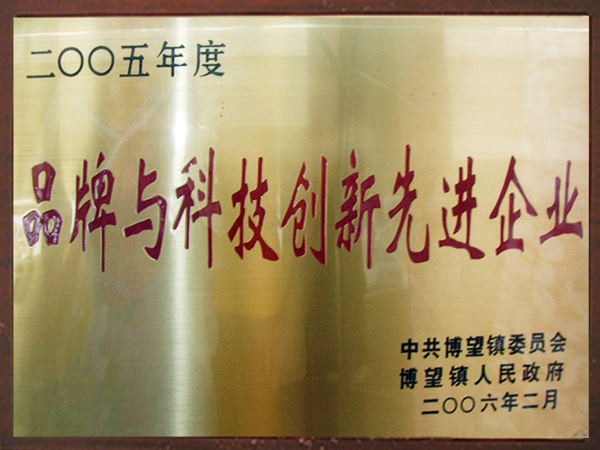 二〇〇五年度
品牌与科技创新先进企业
中共博望镇委员会
博望镇人民政府
二〇〇六年二月